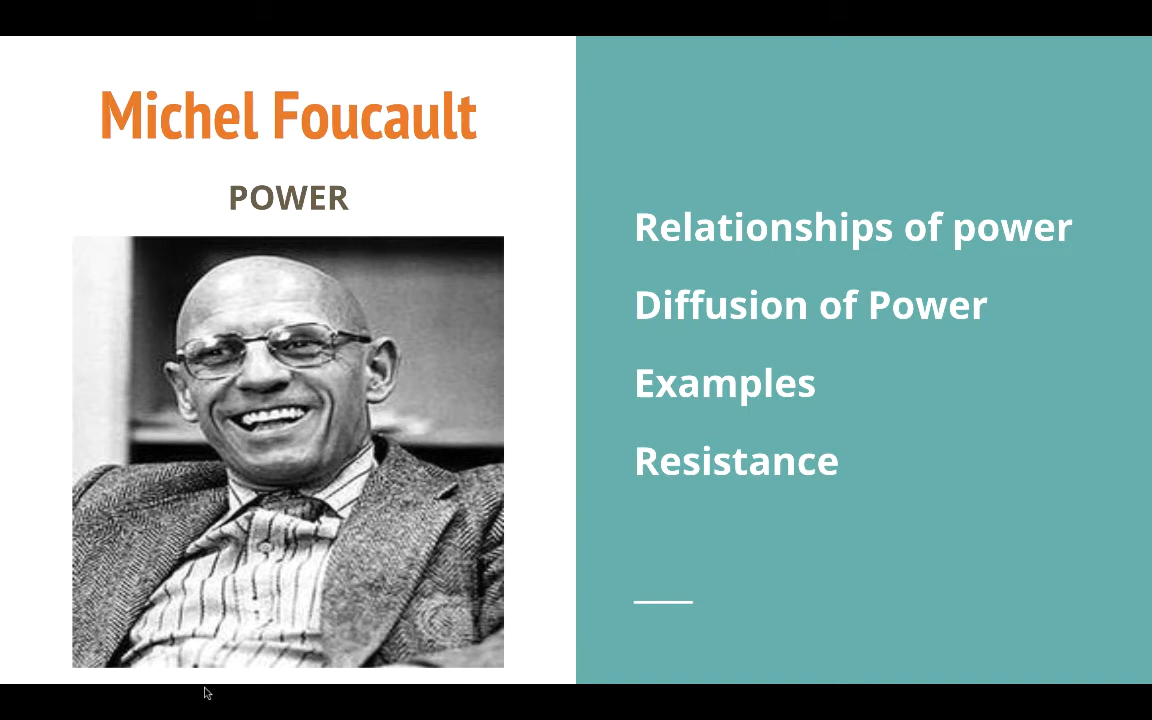 Michel Foucault
POWER
Relationships of power
Diffusion of Power
Examples
Resistance